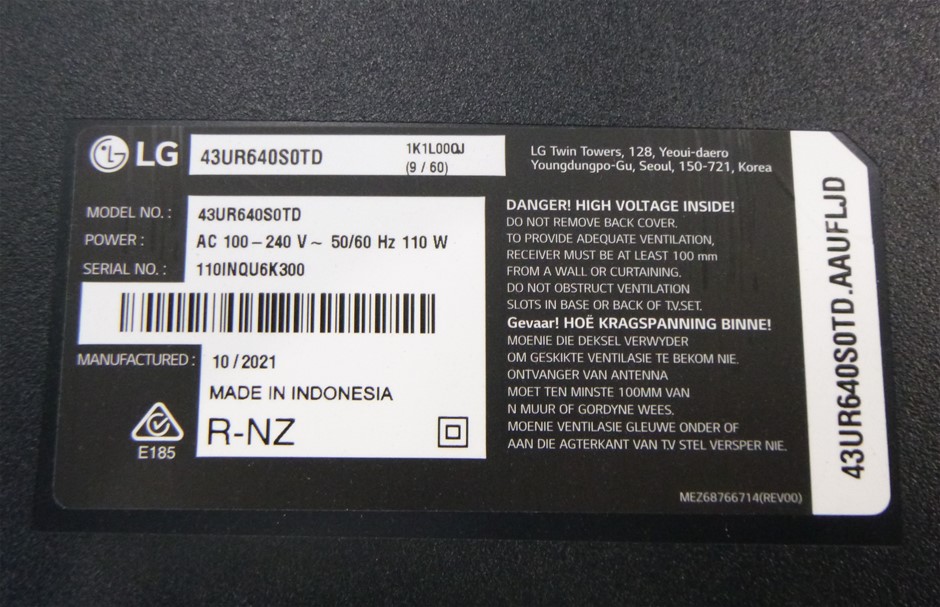 LG
43UR640S0TD
1K1L00QJ
(9 / 60)
LG Twin Towers, 128, Yeoui-daero
Youngdungpo-Gu, Seoul, 150-721, Korea
MODEL NO. : 43UR640S0TD
POWER : AC 100 – 240 V ~ 50/60 Hz 110 W
SERIAL NO. : 110INQU6K300
MANUFACTURED : 10 / 2021
MADE IN INDONESIA
R-NZ
E185
DANGER! HIGH VOLTAGE INSIDE!
DO NOT REMOVE BACK COVER.
TO PROVIDE ADEQUATE VENTILATION,
RECEIVER MUST BE AT LEAST 100 mm
FROM A WALL OR CURTAINING.
DO NOT OBSTRUCT VENTILATION
SLOTS IN BASE OR BACK OF T.V.SET.
Gevaar! HOË KRAGSPANNING BINNE!
MOENIE DIE DEKSEL VERWYDER
OM GESKIKTE VENTILASIE TE BEKOM NIE.
ONTVANGER VAN ANTENNA
MOET TEN MINSTE 100MM VAN
N MUUR OF GORDYNE WEES.
MOENIE VENTILASIE GLEUWE ONDER OF
AAN DIE AGTERKANT VAN T.V STEL VERSPER NIE.
MEZ68766714(REV00)
43UR640S0TD.AAUFLJD